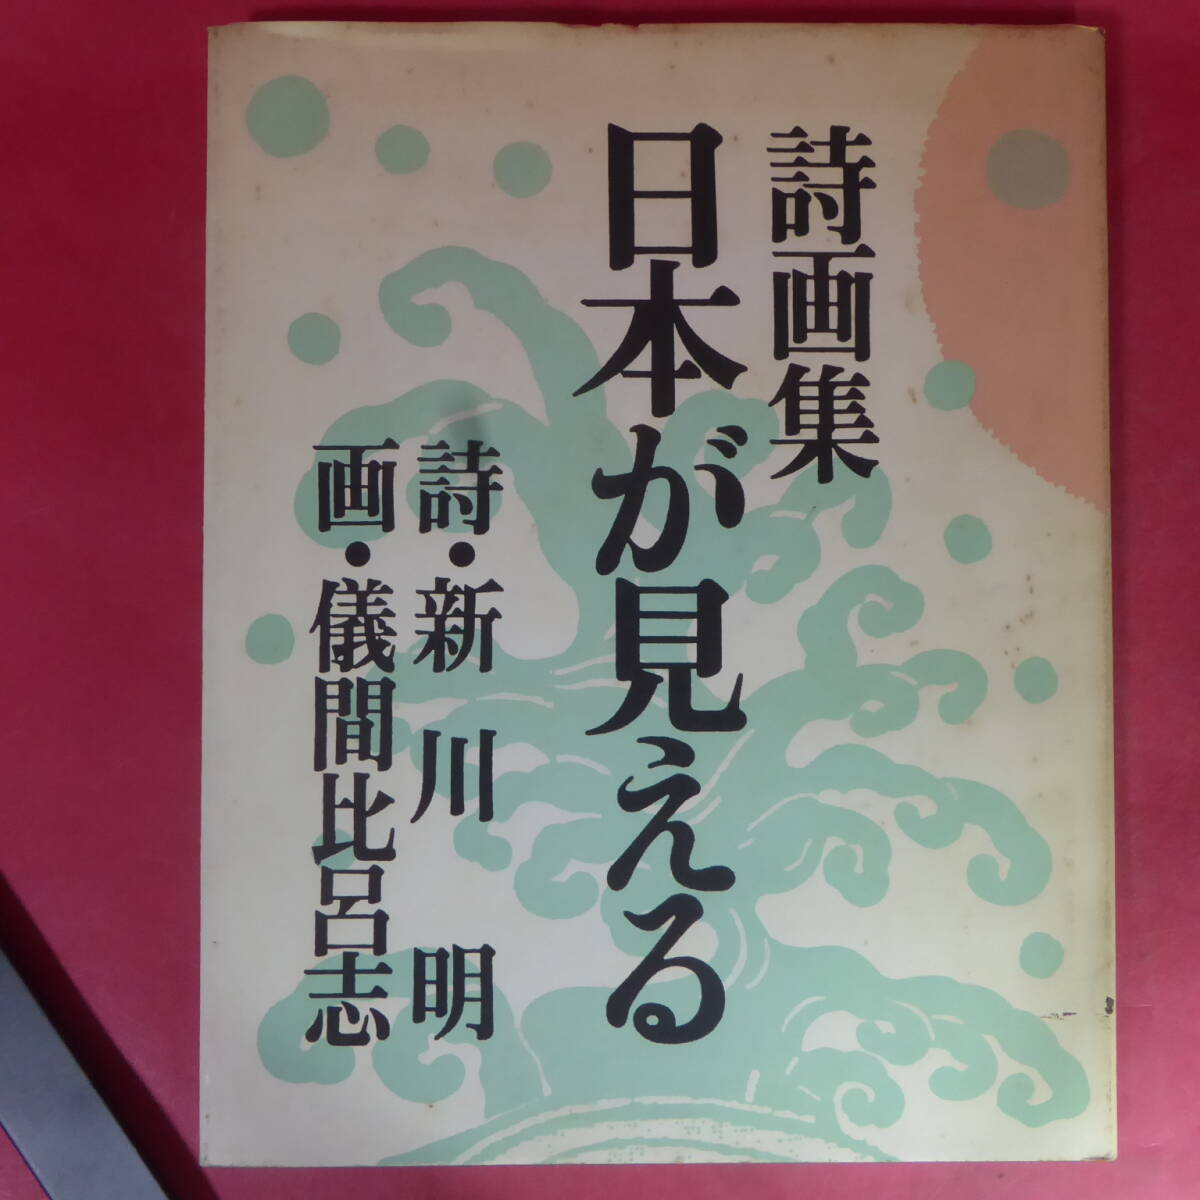 詩画集
日本が見える
詩・新川明
画・儀間比呂志